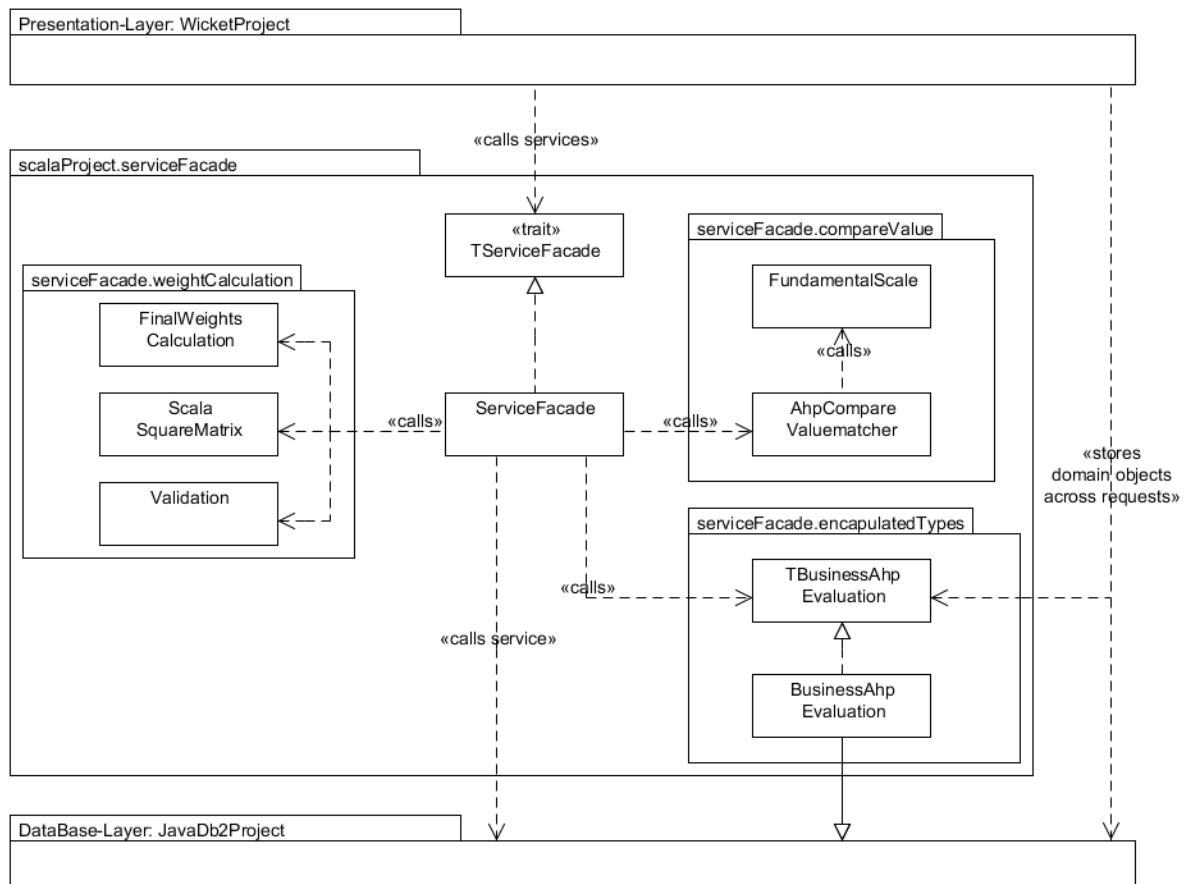 Presentation-Layer: WicketProject
«calls services»
scalaProject.serviceFacade
«trait»
TServiceFacade
serviceFacade.compareValue
FundamentalScale
«calls»
AhpCompare
Valuematcher
serviceFacade.weightCalculation
FinalWeights
Calculation
Scala
SquareMatrix
Validation
«calls»
ServiceFacade
«calls»
«stores
domain objects
across requests»
serviceFacade.encapulatedTypes
TBusinessAhp
Evaluation
«calls»
«calls service»
BusinessAhp
Evaluation
DataBase-Layer: JavaDb2Project